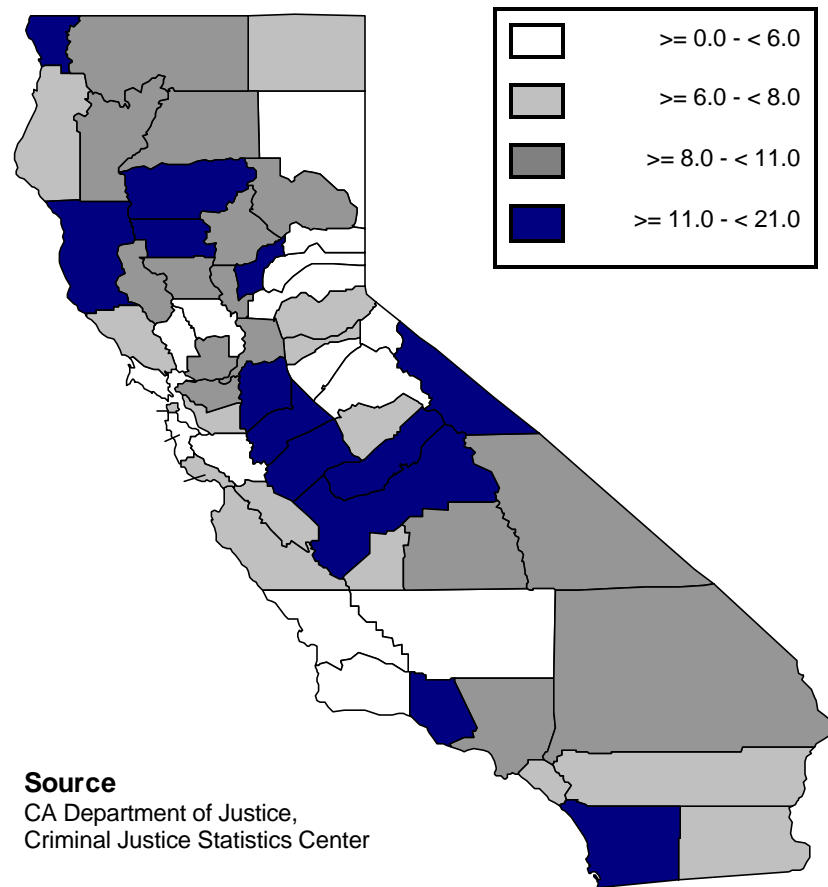 >= 0.0 - < 6.0
>= 6.0 - < 8.0
>= 8.0 - < 11.0
>= 11.0 - < 21.0
Source
CA Department of Justice,
Criminal Justice Statistics Center